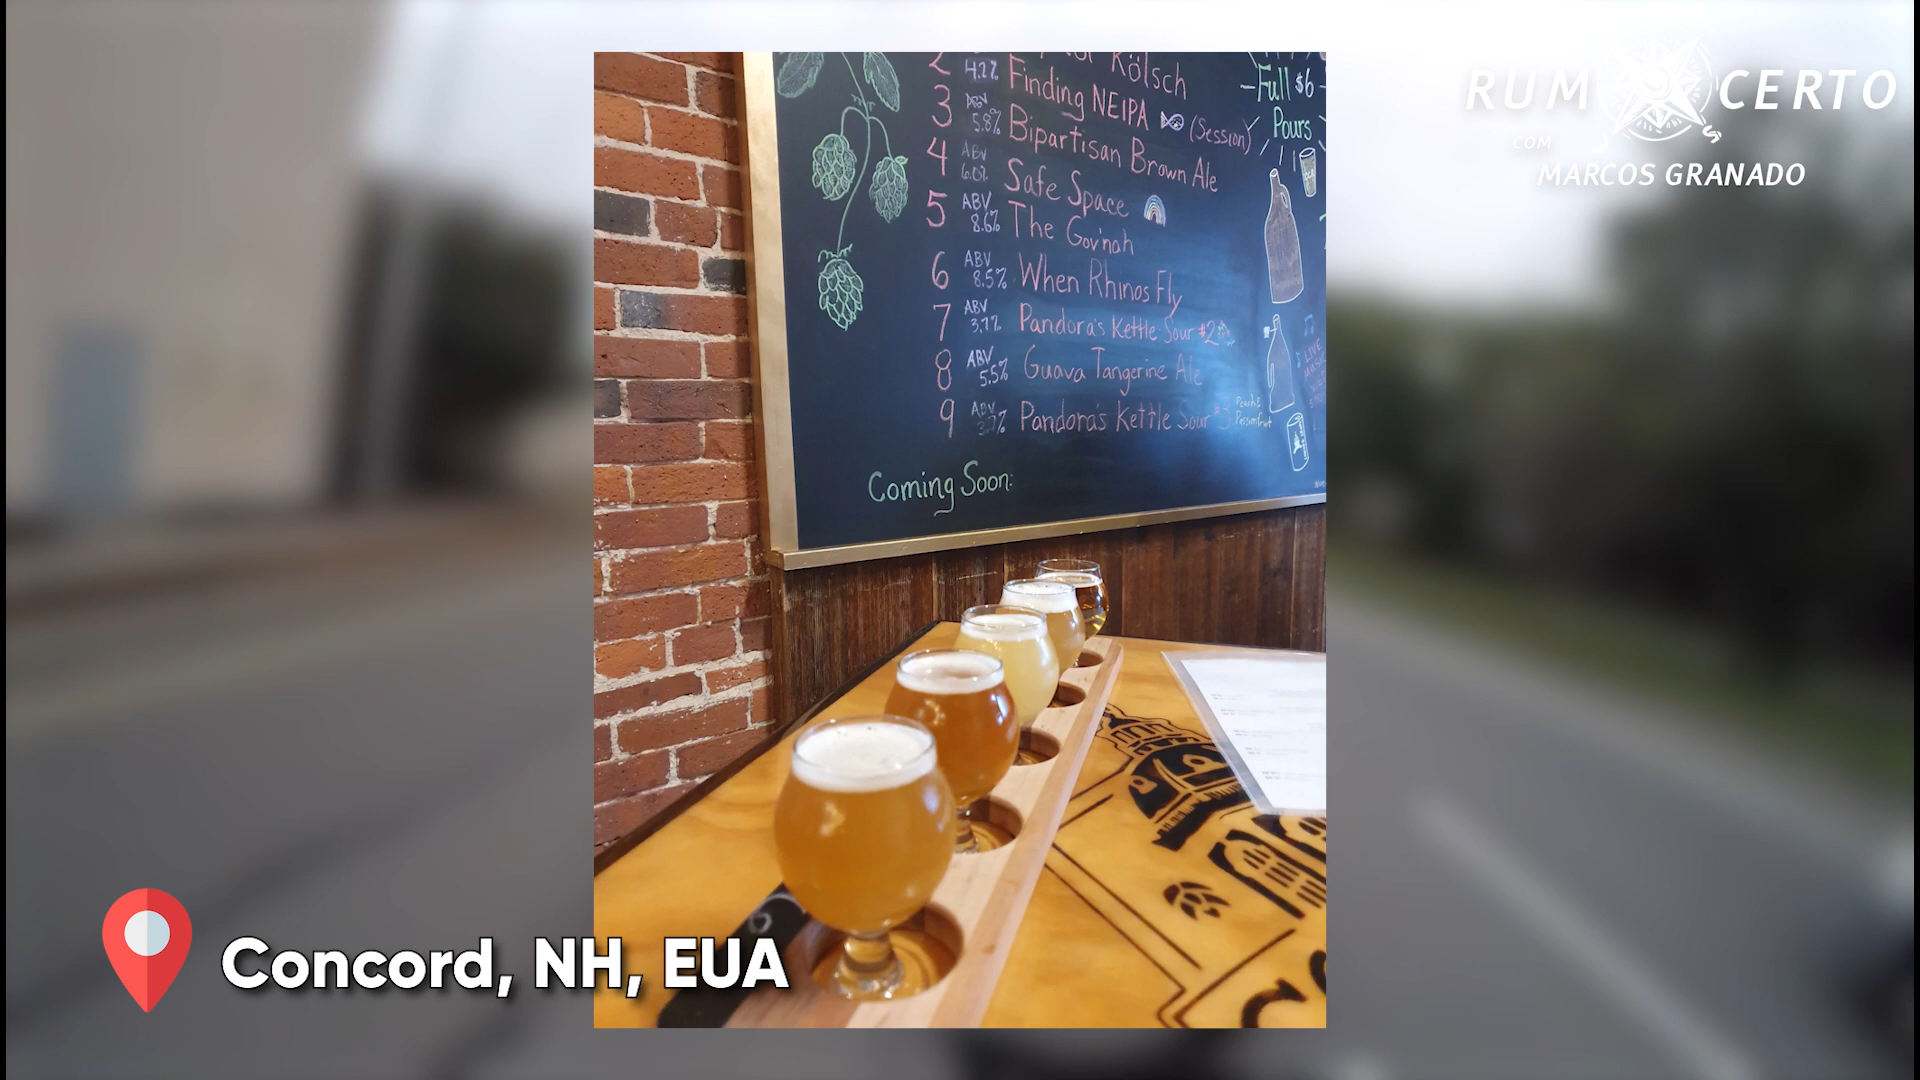 RUM CERTO
COM
MARCOS GRANADO
2 Kölsch
4.2% Finding NEIPA (Session)
3 5.8% Bipartisan Brown Ale
4 ABV 6.0% Safe Space
5 ABV 8.6% The Gov'nah
6 ABV 8.5% When Rhinos Fly
7 ABV 3.7% Pandora's Kettle Sour #2
8 ABV 5.5% Guava Tangerine Ale
9 ABV 3.7% Pandora's Kettle Sour #3
Coming Soon:
Full $6
Pours
LIVE
Concord, NH, EUA